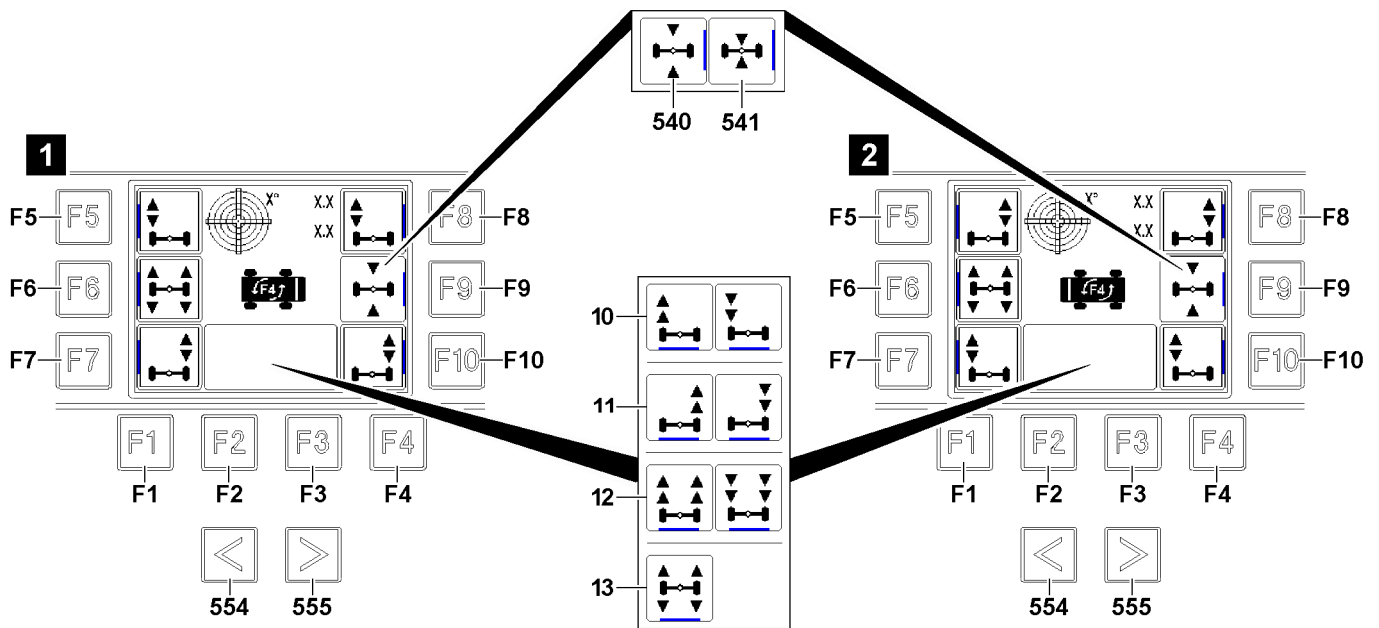 540 541
1 2
F5 F5 X° X.X F8 F8 F5 F5 X° X.X F8 F8
X.X X.X
F6 F6 F4 F9 F9 F6 F6 F4 F9 F9
10
F7 F7 F10 F10 F7 F7 F10 F10
11
F1 F2 F3 F4 F1 F2 F3 F4
F1 F2 F3 F4 12 F1 F2 F3 F4
< > < >
13
554 555 554 555